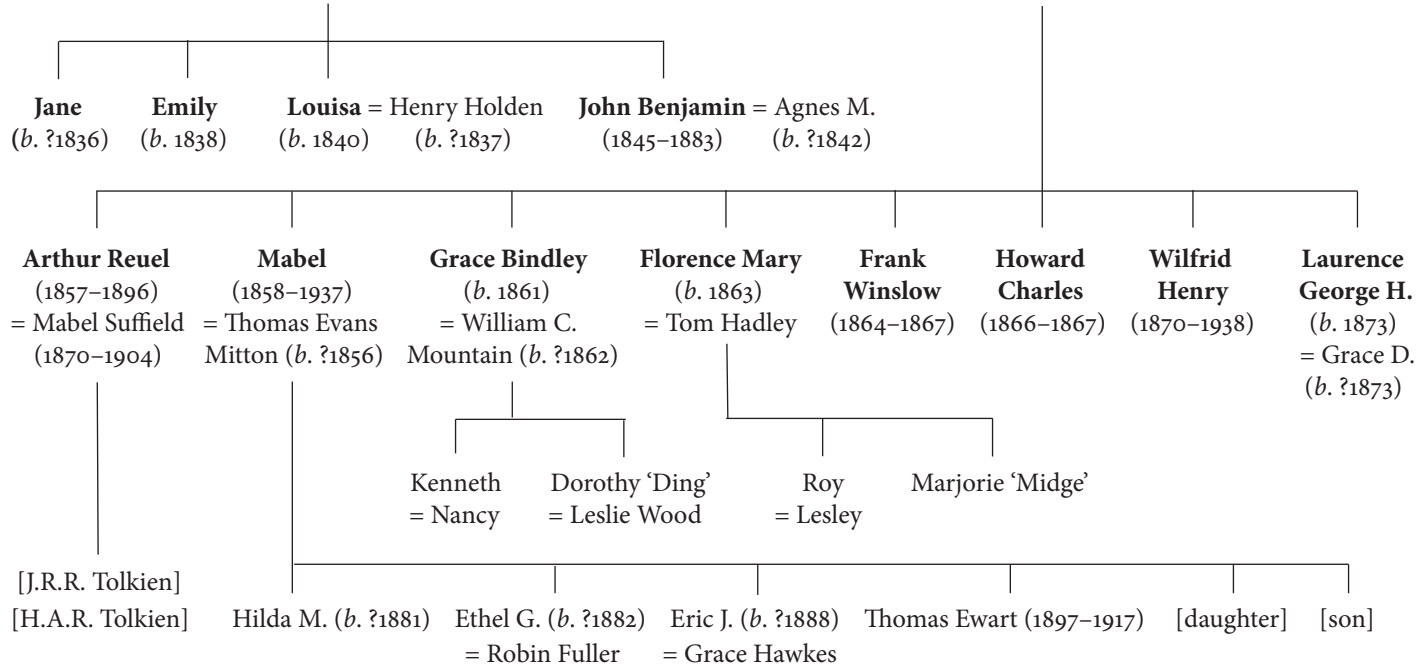 Jane Emily Louisa = Henry Holden John Benjamin = Agnes M.
(b. ?1836) (b. 1838) (b. 1840) (b. ?1837) (1845–1883) (b. ?1842)
Arthur Reuel Mabel Grace Bindley Florence Mary Frank Howard Wilfrid Laurence
(1857–1896) (1858–1937) (b. 1861) (b. 1863) Winslow Charles Henry George H.
= Mabel Suffield = Thomas Evans = William C. = Tom Hadley (1864–1867) (1866–1867) (1870–1938) (b. 1873)
(1870–1904) Mitton (b. ?1856) Mountain (b. ?1862) = Grace D.
(b. ?1873)
Kenneth Dorothy ‘Ding’ Roy Marjorie ‘Midge’
= Nancy = Leslie Wood = Lesley
[J.R.R. Tolkien]
[H.A.R. Tolkien] Hilda M. (b. ?1881) Ethel G. (b. ?1882) Eric J. (b. ?1888) Thomas Ewart (1897–1917) [daughter] [son]
= Robin Fuller = Grace Hawkes